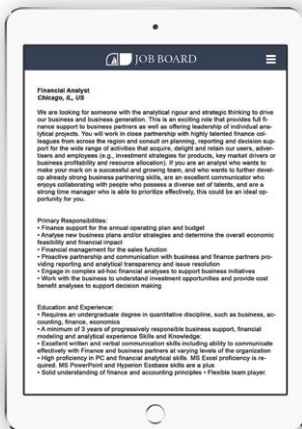 JOB BOARD
Financial Analyst
Chicago, IL, US
We are looking for someone with the analytical rigour and strategic thinking to drive
our business and business generation. This is an exciting role that provides full fi-
nance support to business partners as well as offering leadership of individual ana-
lytical projects. You will work in close partnership with highly talented finance col-
leagues from across the region and consult on planning, reporting and decision sup-
port for the wide range of activities that acquire, delight and retain our users, adver-
tisers and employees (e.g., investment strategies for products, key market drivers or
business profitability and resource allocation). If you are an analyst who wants to
make your mark on a successful and growing team, and who wants to further devel-
op already strong business partnering skills, are an excellent communicator who
enjoys collaborating with people who possess a diverse set of talents, and are a
strong time manager who is able to prioritize effectively, this could be an ideal op-
portunity for you.
Primary Responsibilities:
• Finance support for the annual operating plan and budget
• Analyse new business plans and/or strategies and determine the overall economic
feasibility and financial impact
• Financial management for the sales function
• Proactive partnership and communication with business and finance partners pro-
viding reporting and analytical transparency and issue resolution
• Engage in complex ad-hoc financial analyses to support business initiatives
• Work with the business to understand investment opportunities and provide cost
benefit analyses to support decision making
Education and Experience:
• Requires an undergraduate degree in quantitative discipline, such as business, ac-
counting, finance, economics
• A minimum of 3 years of progressively responsible business support, financial
modeling and analytical experience Skills and Knowledge:
• Excellent written and verbal communication skills including ability to communicate
effectively with Finance and business partners at varying levels of the organization
• High proficiency in PC and financial analytical skills. MS Excel proficiency is re-
quired. MS PowerPoint and Hyperion Essbase skills are a plus
• Solid understanding of finance and accounting principles • Flexible team player.